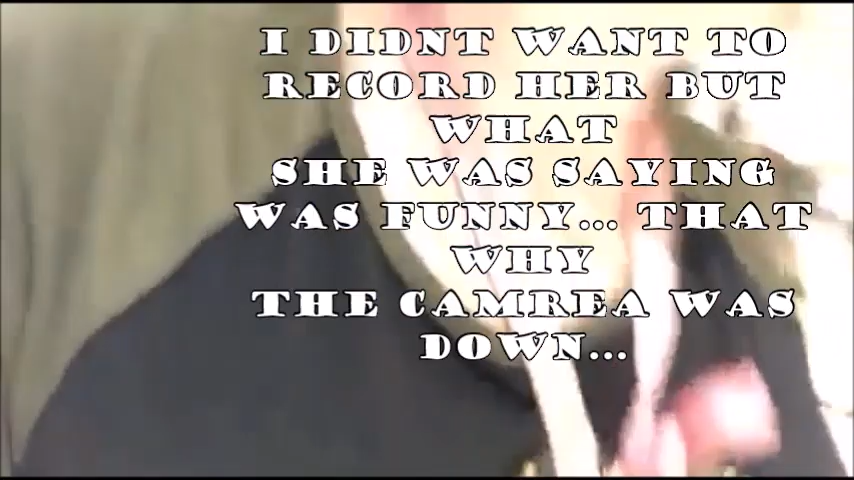 I DIDNT WANT TO
RECORD HER BUT
WHAT
SHE WAS SAYING
WAS FUNNY... THAT
WHY
THE CAMREA WAS
DOWN...